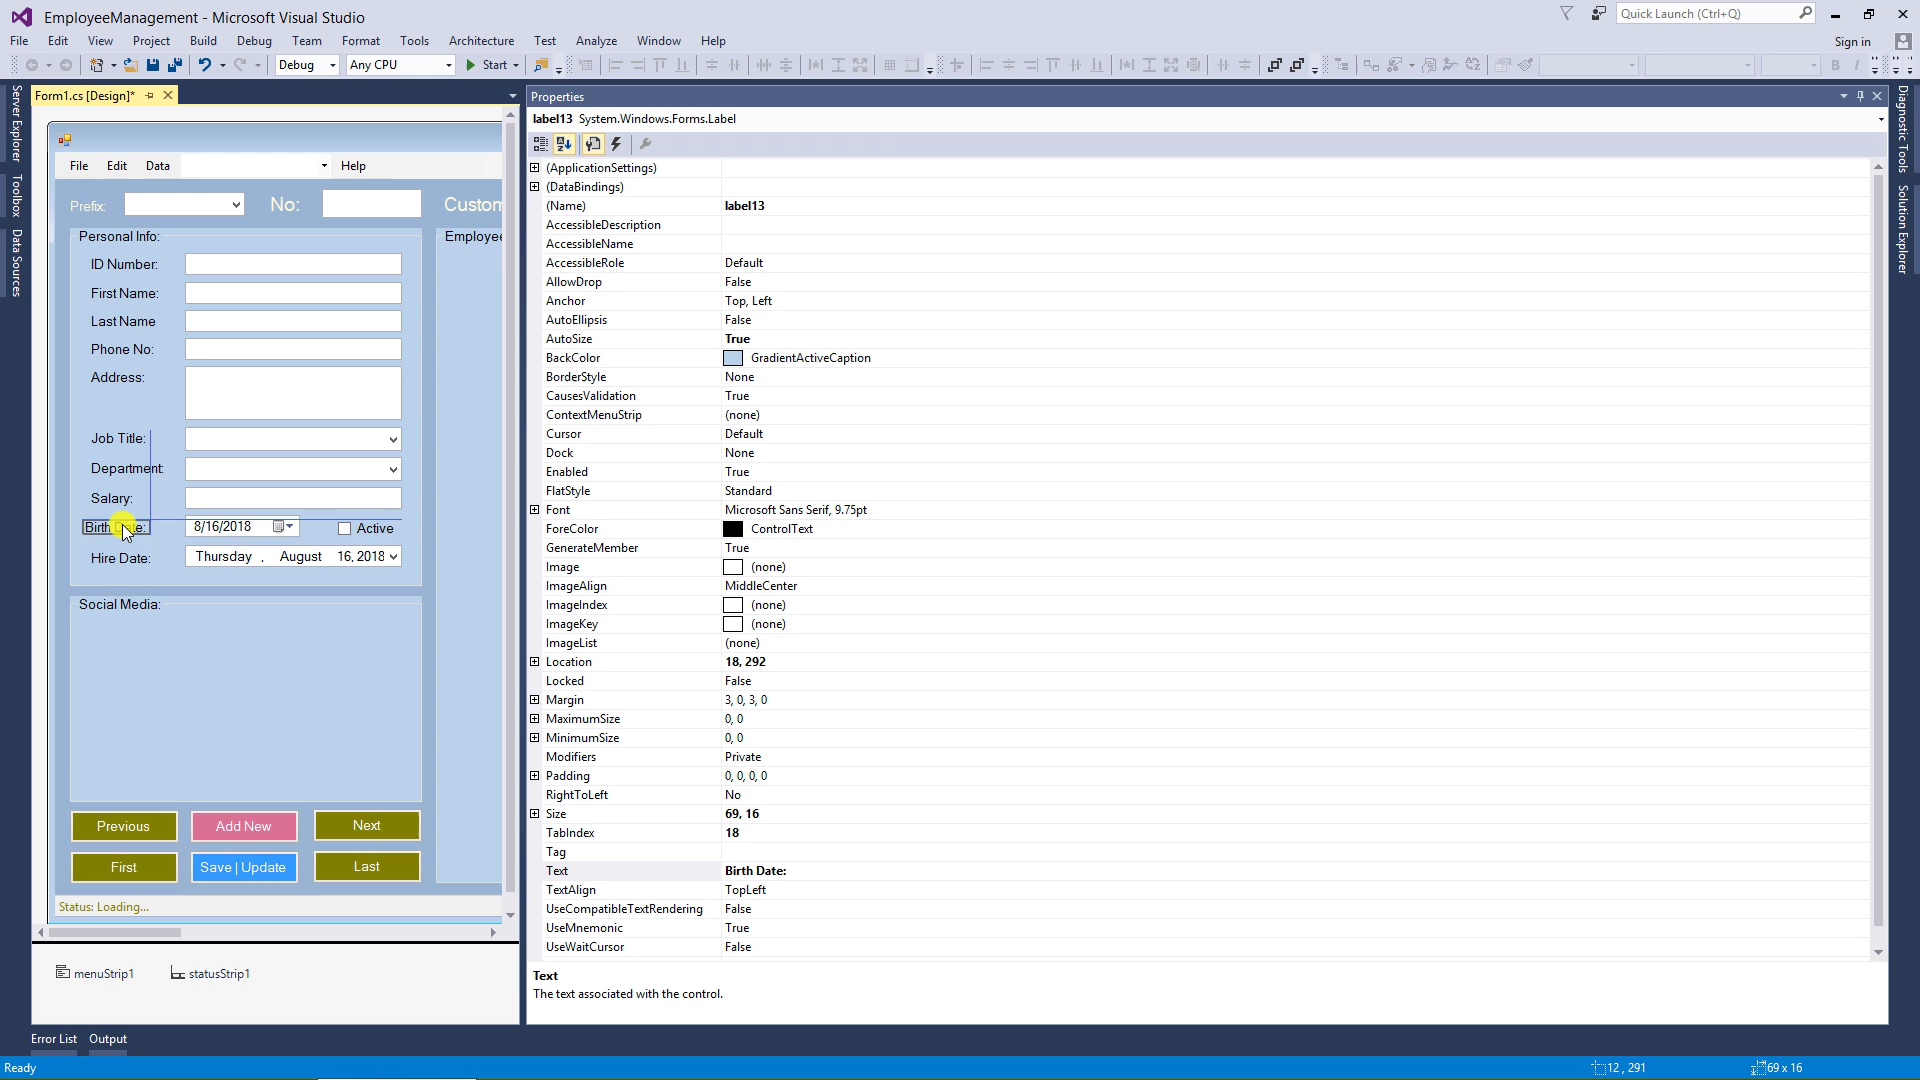 EmployeeManagement - Microsoft Visual Studio
Quick Launch (Ctrl+Q)
File Edit View Project Build Debug Team Format Tools Architecture Test Analyze Window Help
Sign in
Debug Any CPU Start
Server Explorer
Toolbox
Data Sources
Form1.cs [Design]*
File Edit Data Help
Prefix: No: Custom
Personal Info: Employee
ID Number:
First Name:
Last Name
Phone No:
Address:
Job Title:
Department:
Salary:
Birth Date: 8/16/2018 Active
Hire Date: Thursday , August 16, 2018
Social Media:
Previous Add New Next
First Save | Update Last
Status: Loading...
menuStrip1 statusStrip1
Properties
label13 System.Windows.Forms.Label
(ApplicationSettings)
(DataBindings)
(Name) label13
AccessibleDescription
AccessibleName
AccessibleRole Default
AllowDrop False
Anchor Top, Left
AutoEllipsis False
AutoSize True
BackColor GradientActiveCaption
BorderStyle None
CausesValidation True
ContextMenuStrip (none)
Cursor Default
Dock None
Enabled True
FlatStyle Standard
Font Microsoft Sans Serif, 9.75pt
ForeColor ControlText
GenerateMember True
Image (none)
ImageAlign MiddleCenter
ImageIndex (none)
ImageKey (none)
ImageList (none)
Location 18, 292
Locked False
Margin 3, 0, 3, 0
MaximumSize 0, 0
MinimumSize 0, 0
Modifiers Private
Padding 0, 0, 0, 0
RightToLeft No
Size 69, 16
TabIndex 18
Tag
Text Birth Date:
TextAlign TopLeft
UseCompatibleTextRendering False
UseMnemonic True
UseWaitCursor False
Text
The text associated with the control.
Diagnostic Tools
Solution Explorer
Error List Output
Ready 12 , 291 69 x 16